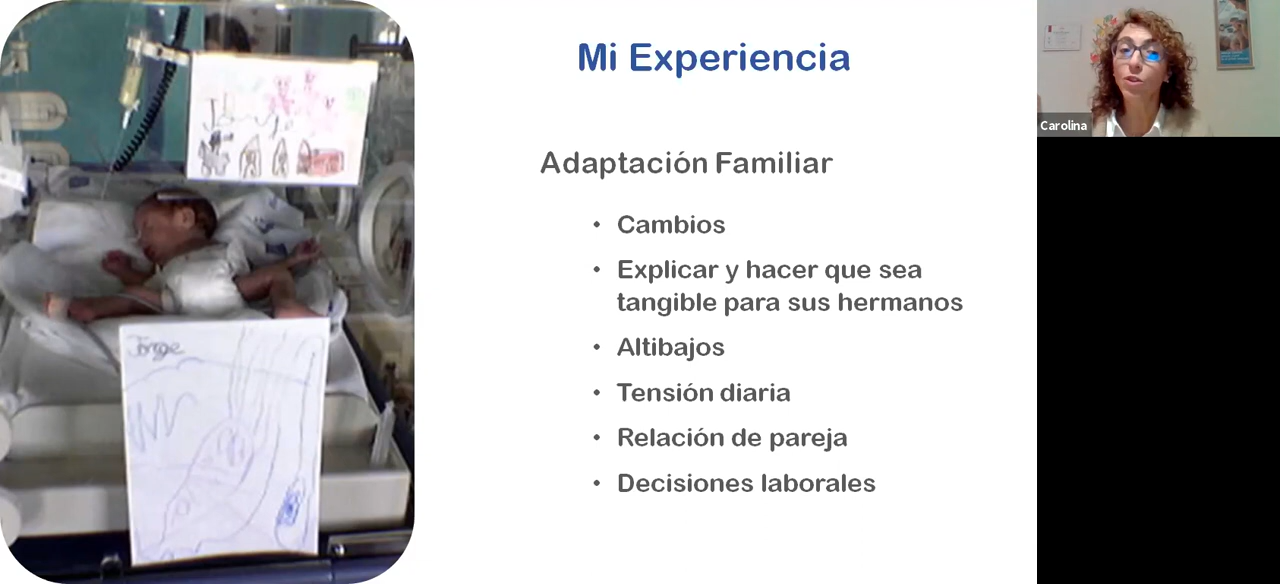 Mi Experiencia
Adaptación Familiar
• Cambios
• Explicar y hacer que sea
tangible para sus hermanos
• Altibajos
• Tensión diaria
• Relación de pareja
• Decisiones laborales
Jorge
Carolina